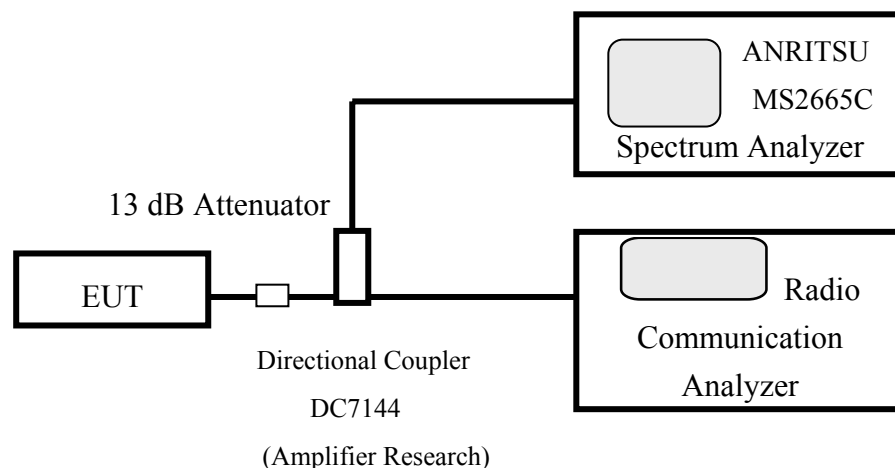 ANRITSU
MS2665C
Spectrum Analyzer
13 dB Attenuator
EUT
Radio
Communication
Analyzer
Directional Coupler
DC7144
(Amplifier Research)